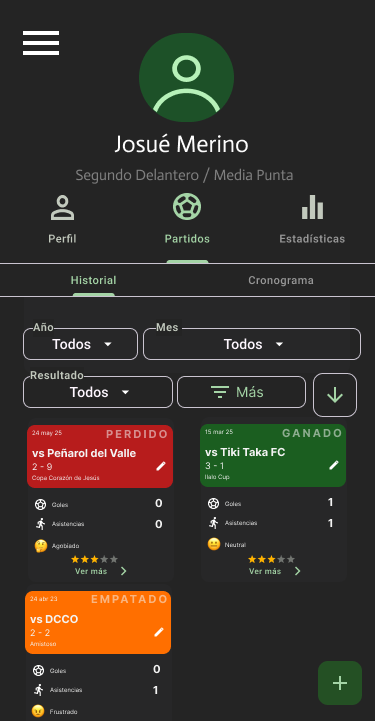 Josué Merino
Segundo Delantero / Media Punta
Perfil
Partidos
Estadísticas
Historial
Cronograma
Año
Todos
Mes
Todos
Resultado
Todos
Más
24 may 25
PERDIDO
vs Peñarol del Valle
2 - 9
Copa Corazón de Jesús
Goles 0
Asistencias 0
Agobiado
Ver más
15 mar 25
GANADO
vs Tiki Taka FC
3 - 1
Ilalo Cup
Goles 1
Asistencias 1
Neutral
Ver más
24 abr 23
EMPATADO
vs DCCO
2 - 2
Amistoso
Goles 0
Asistencias 1
Frustrado